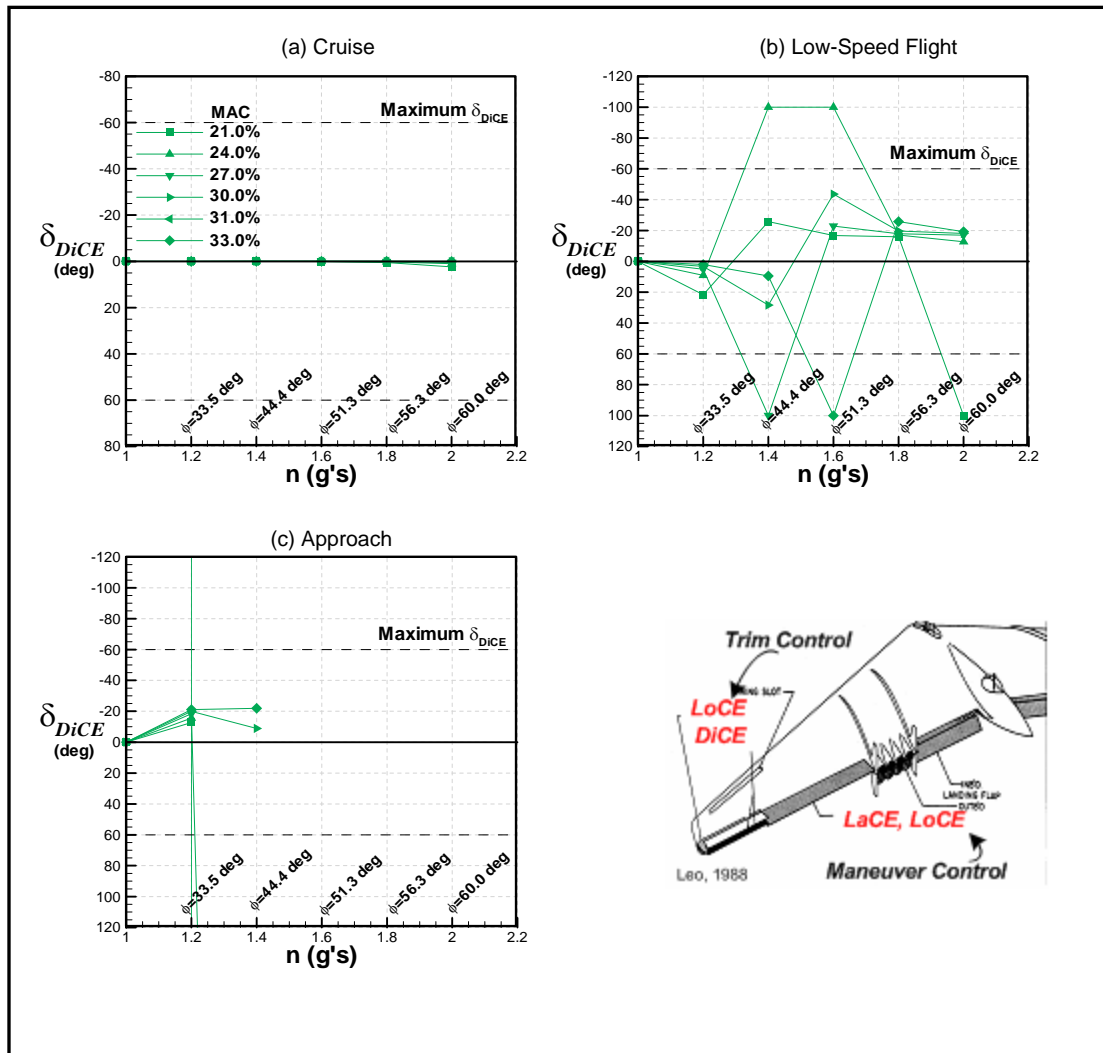 (a) Cruise
-80
-60
-40
-20
0
20
40
60
80
Maximum δDiCE
MAC
21.0%
24.0%
27.0%
30.0%
31.0%
33.0%
δDiCE
(deg)
ϕ=33.5 deg
ϕ=44.4 deg
ϕ=51.3 deg
ϕ=56.3 deg
ϕ=60.0 deg
1 1.2 1.4 1.6 1.8 2 2.2
n (g's)
(b) Low-Speed Flight
-120
-100
-80
-60
-40
-20
0
20
40
60
80
100
120
Maximum δDiCE
δDiCE
(deg)
ϕ=33.5 deg
ϕ=44.4 deg
ϕ=51.3 deg
ϕ=56.3 deg
ϕ=60.0 deg
1 1.2 1.4 1.6 1.8 2 2.2
n (g's)
(c) Approach
-120
-100
-80
-60
-40
-20
0
20
40
60
80
100
120
Maximum δDiCE
δDiCE
(deg)
ϕ=33.5 deg
ϕ=44.4 deg
ϕ=51.3 deg
ϕ=56.3 deg
ϕ=60.0 deg
1 1.2 1.4 1.6 1.8 2 2.2
n (g's)
Trim Control
SLOT
LoCE
DiCE
INBD
LANDING FLAP
OUTBD
LaCE, LoCE
Leo, 1988
Maneuver Control